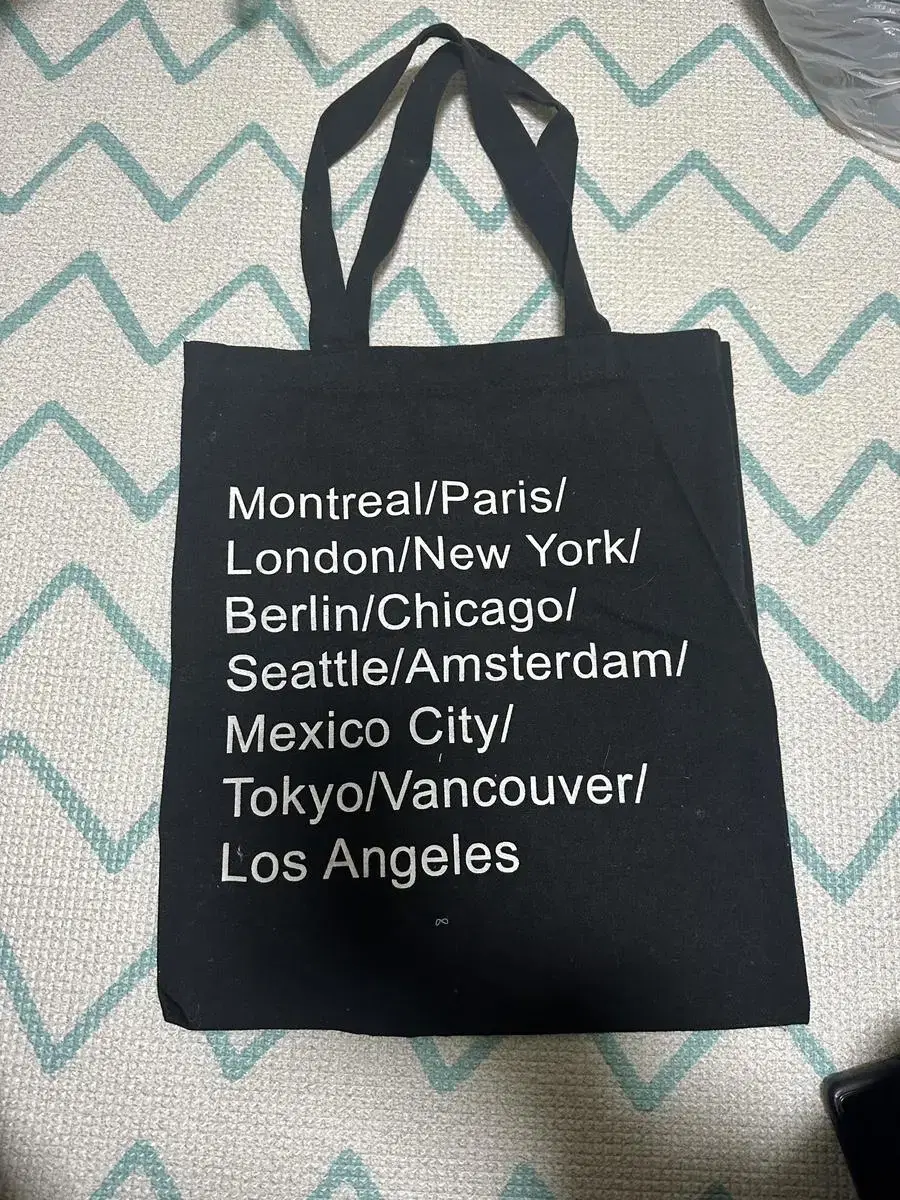 Montreal/Paris/
London/New York/
Berlin/Chicago/
Seattle/Amsterdam/
Mexico City/
Tokyo/Vancouver/
Los Angeles